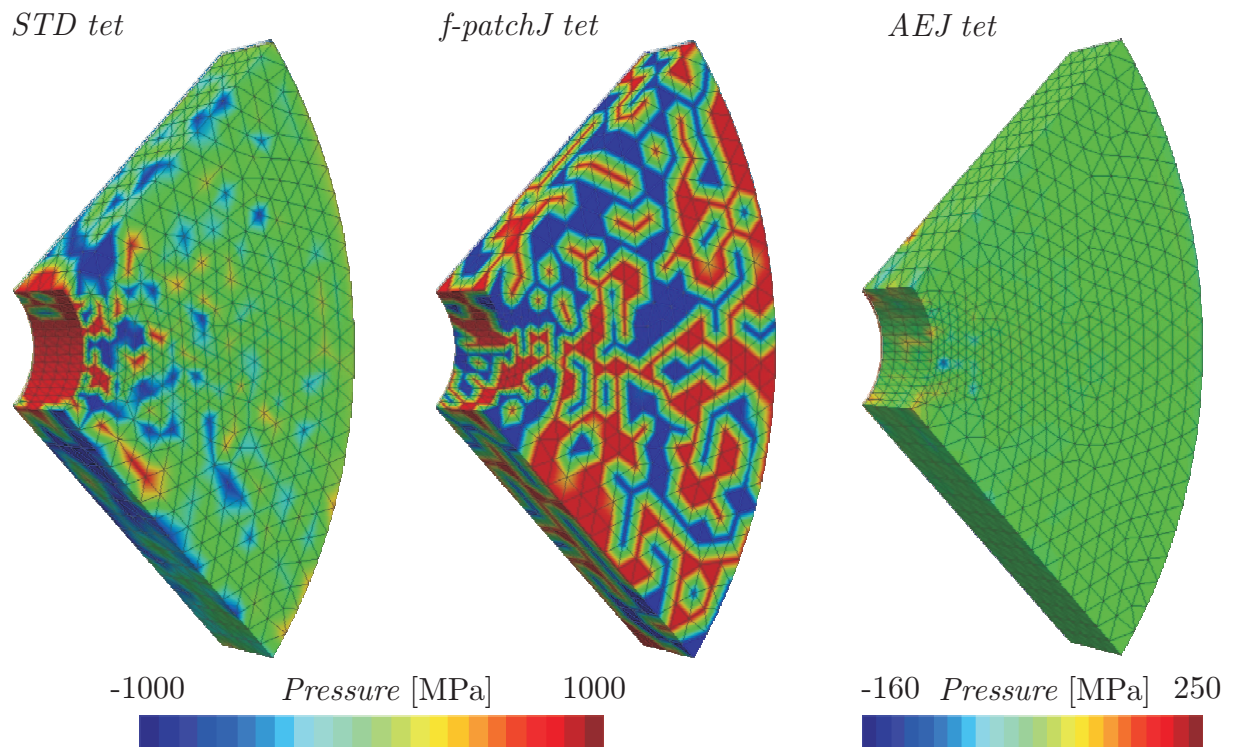 STD tet
f-patchJ tet
AEJ tet
-1000 Pressure [MPa] 1000
-160 Pressure [MPa] 250